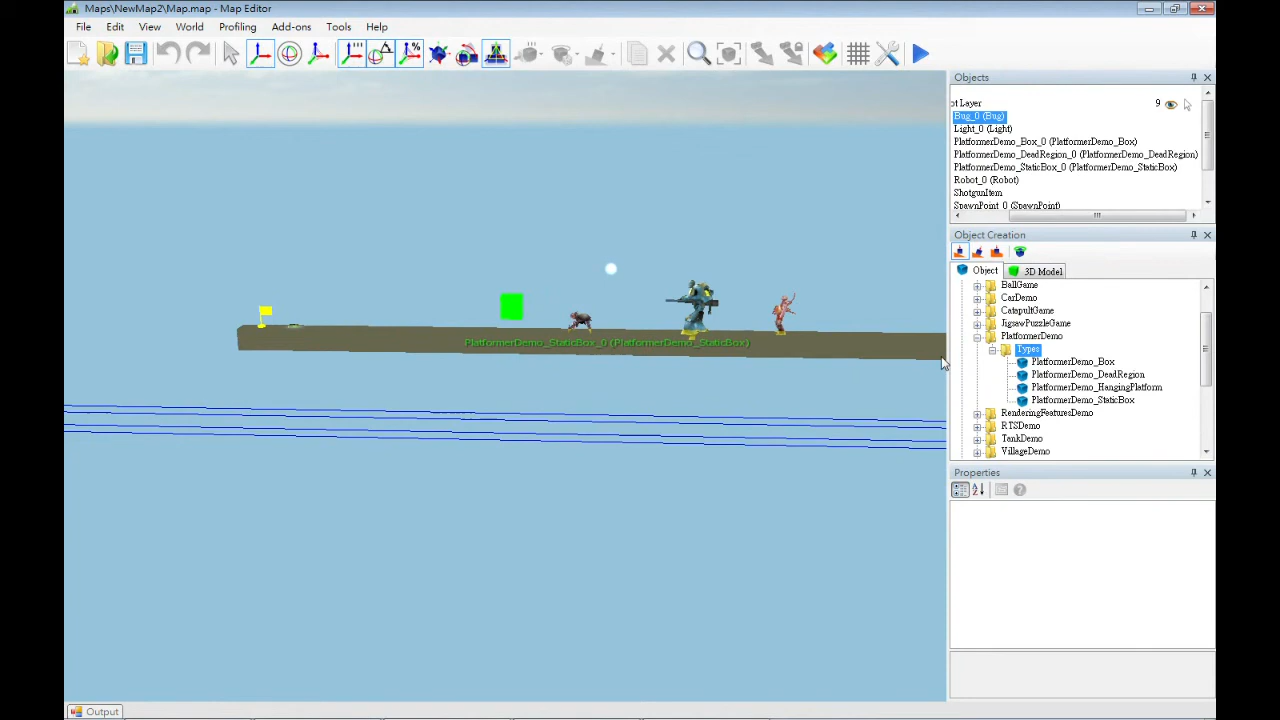 Maps\NewMap2\Map.map - Map Editor
File Edit View World Profiling Add-ons Tools Help
Objects
ot Layer 9
Bug_0 (Bug)
Light_0 (Light)
PlatformerDemo_Box_0 (PlatformerDemo_Box)
PlatformerDemo_DeadRegion_0 (PlatformerDemo_DeadRegion)
PlatformerDemo_StaticBox_0 (PlatformerDemo_StaticBox)
Robot_0 (Robot)
ShotgunItem
SpawnPoint_0 (SpawnPoint)
Object Creation
Object 3D Model
BallGame
CarDemo
CatapultGame
JigsawPuzzleGame
PlatformerDemo
Types
PlatformerDemo_Box
PlatformerDemo_DeadRegion
PlatformerDemo_HangingPlatform
PlatformerDemo_StaticBox
RenderingFeaturesDemo
RTSDemo
TankDemo
VillageDemo
PlatformerDemo_StaticBox_0 (PlatformerDemo_StaticBox)
Properties
Output